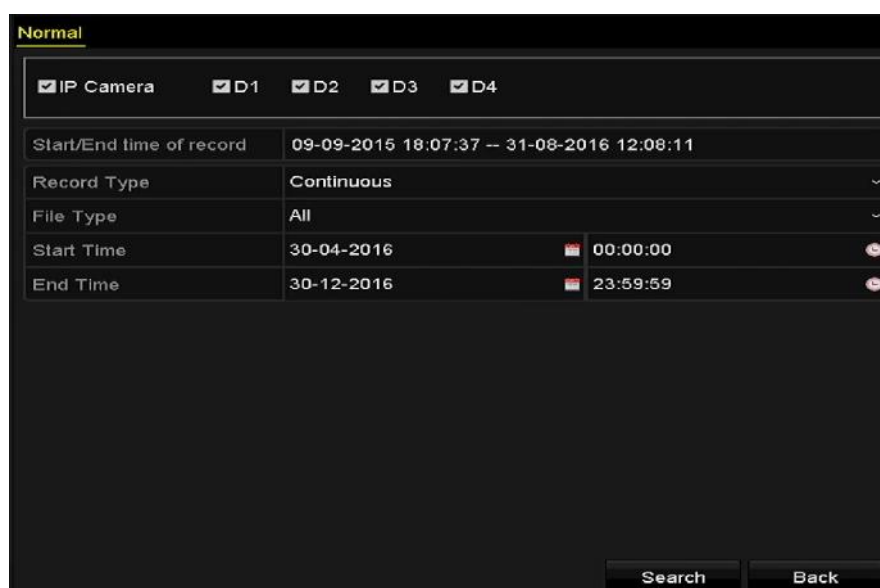 Normal
IP Camera D1 D2 D3 D4
Start/End time of record 09-09-2015 18:07:37 -- 31-08-2016 12:08:11
Record Type Continuous
File Type All
Start Time 30-04-2016 00:00:00
End Time 30-12-2016 23:59:59
Search Back